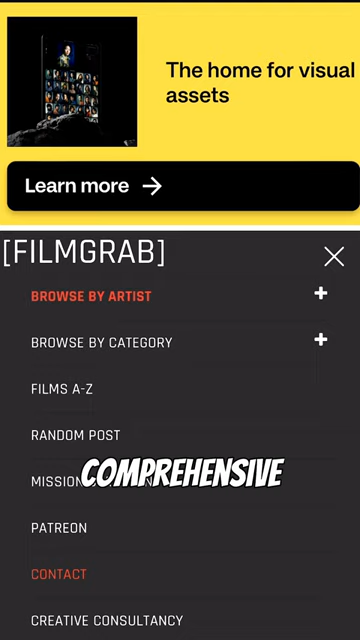 The home for visual
assets
Learn more →
[FILMGRAB]
BROWSE BY ARTIST
BROWSE BY CATEGORY
FILMS A-Z
RANDOM POST
MISSION
COMPREHENSIVE
PATREON
CONTACT
CREATIVE CONSULTANCY